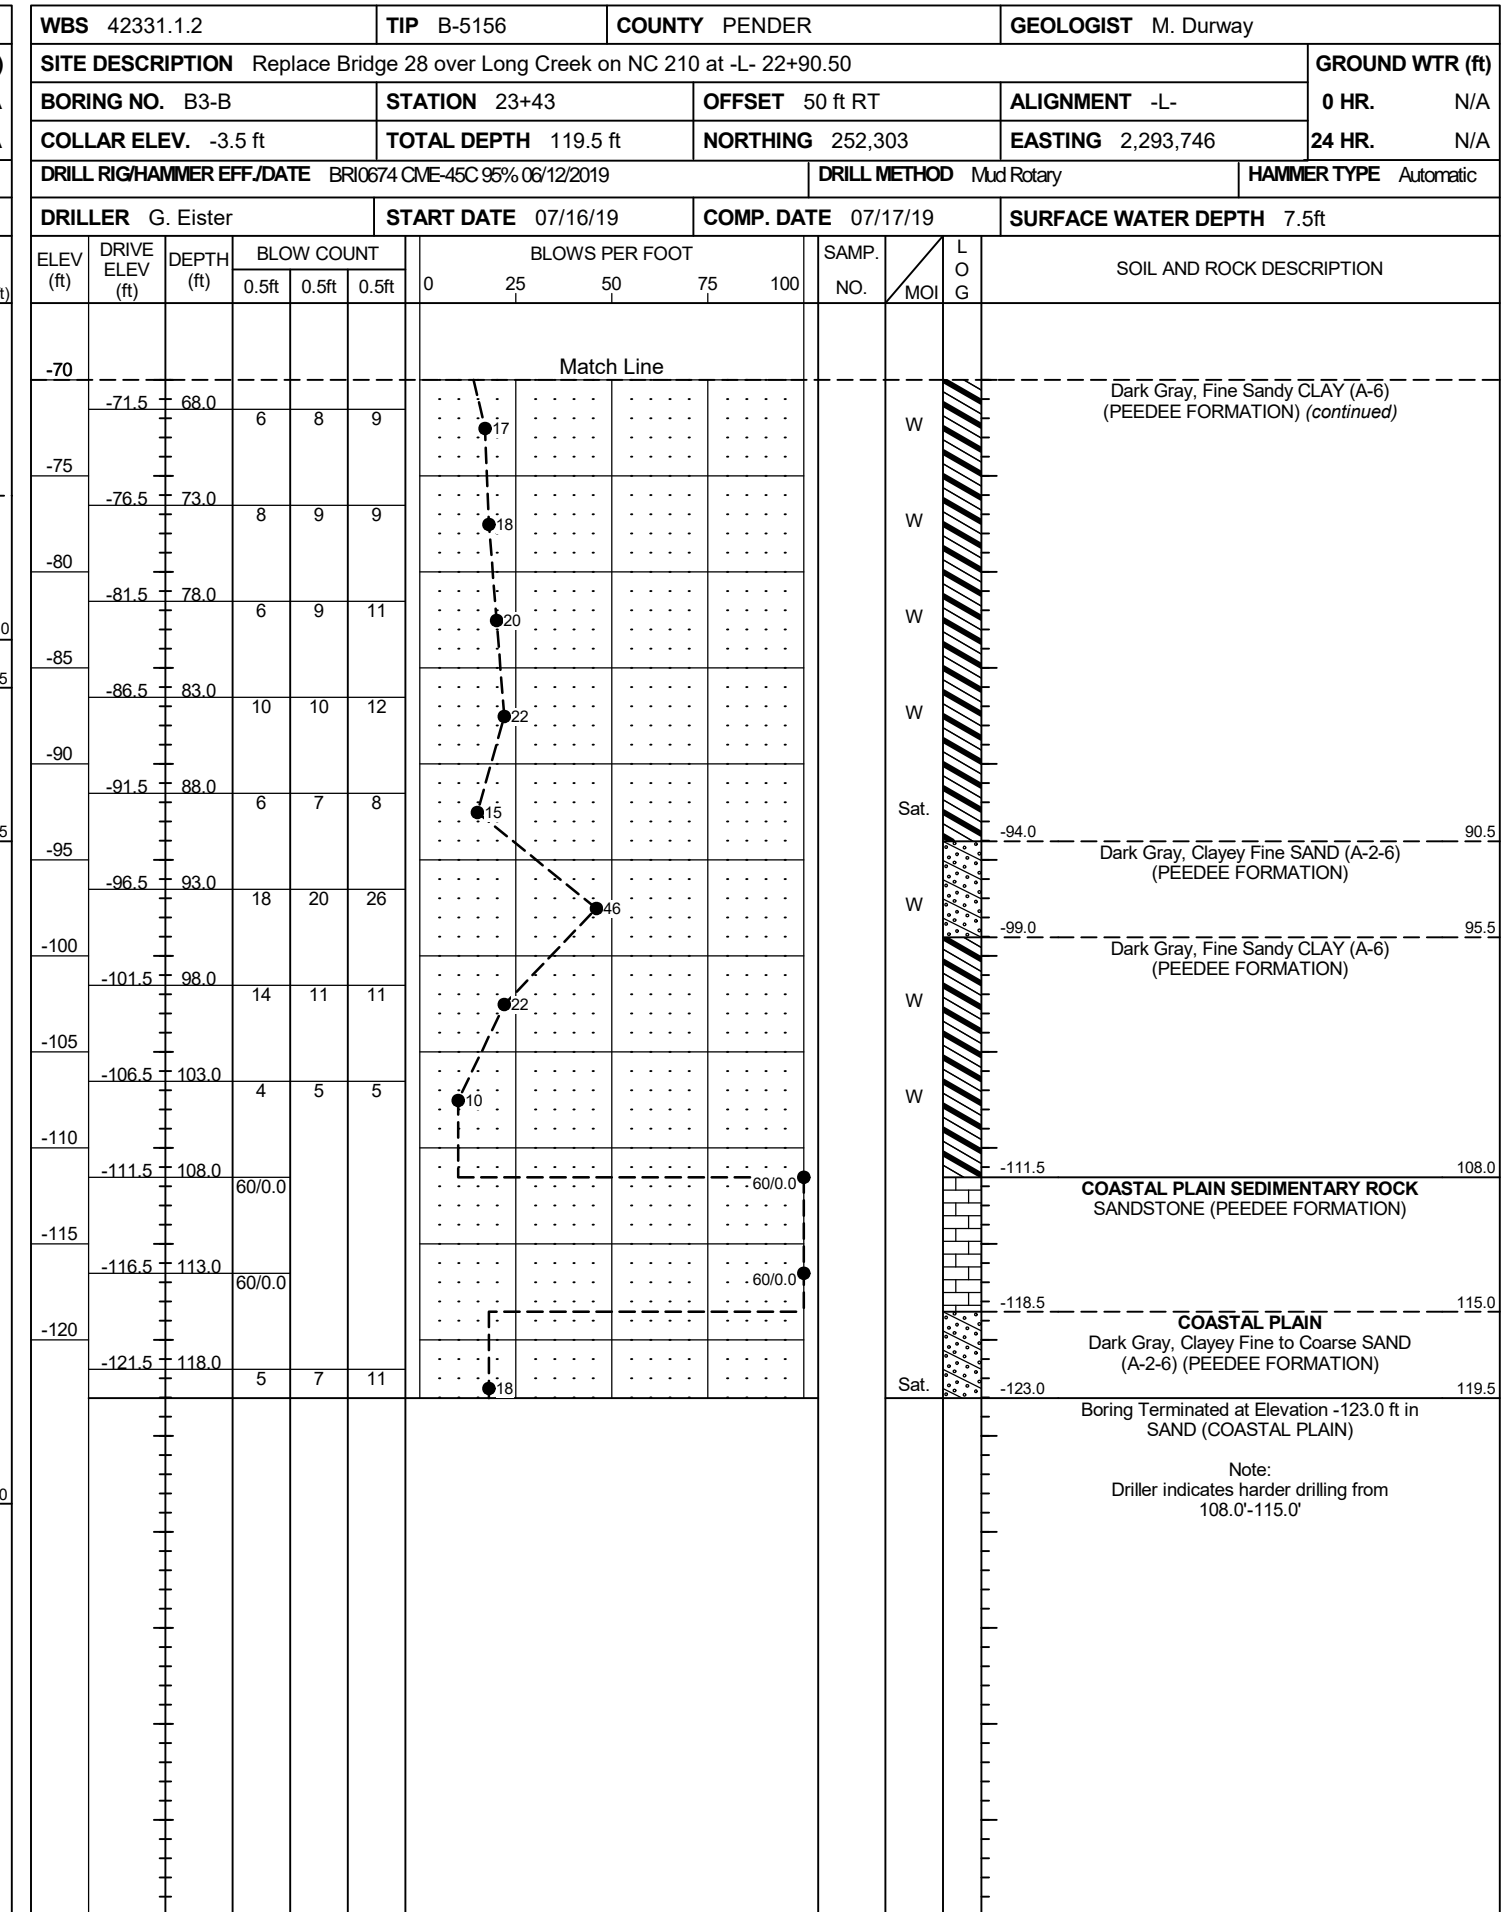 WBS 42331.1.2 TIP B-5156 COUNTY PENDER GEOLOGIST M. Durway
SITE DESCRIPTION Replace Bridge 28 over Long Creek on NC 210 at -L- 22+90.50 GROUND WTR (ft)
BORING NO. B3-B STATION 23+43 OFFSET 50 ft RT ALIGNMENT -L- 0 HR. N/A
COLLAR ELEV. -3.5 ft TOTAL DEPTH 119.5 ft NORTHING 252,303 EASTING 2,293,746 24 HR. N/A
DRILL RIG/HAMMER EFF./DATE BRI0674 CME-45C 95% 06/12/2019 DRILL METHOD Mud Rotary HAMMER TYPE Automatic
DRILLER G. Eister START DATE 07/16/19 COMP. DATE 07/17/19 SURFACE WATER DEPTH 7.5ft
ELEV (ft) DRIVE ELEV (ft) DEPTH (ft) BLOW COUNT BLOWS PER FOOT SAMP. NO. MOI LOG SOIL AND ROCK DESCRIPTION
0.5ft 0.5ft 0.5ft 0 25 50 75 100
Match Line
-70
Dark Gray, Fine Sandy CLAY (A-6)
(PEEDEE FORMATION) (continued)
-71.5 68.0 6 8 9 17 W
-75
-76.5 73.0 8 9 9 18 W
-80
-81.5 78.0 6 9 11 20 W
-85
-86.5 83.0 10 10 12 22 W
-90
-91.5 88.0 6 7 8 15 Sat.
-94.0 90.5
-95
Dark Gray, Clayey Fine SAND (A-2-6)
(PEEDEE FORMATION)
-96.5 93.0 18 20 26 46 W
-99.0 95.5
-100
Dark Gray, Fine Sandy CLAY (A-6)
(PEEDEE FORMATION)
-101.5 98.0 14 11 11 22 W
-105
-106.5 103.0 4 5 5 10 W
-110
-111.5 108.0 60/0.0 60/0.0 -111.5 108.0
COASTAL PLAIN SEDIMENTARY ROCK
SANDSTONE (PEEDEE FORMATION)
-115
-116.5 113.0 60/0.0 60/0.0
-118.5 115.0
-120
COASTAL PLAIN
Dark Gray, Clayey Fine to Coarse SAND
(A-2-6) (PEEDEE FORMATION)
-121.5 118.0 5 7 11 18 Sat.
-123.0 119.5
Boring Terminated at Elevation -123.0 ft in
SAND (COASTAL PLAIN)
Note:
Driller indicates harder drilling from
108.0'-115.0'